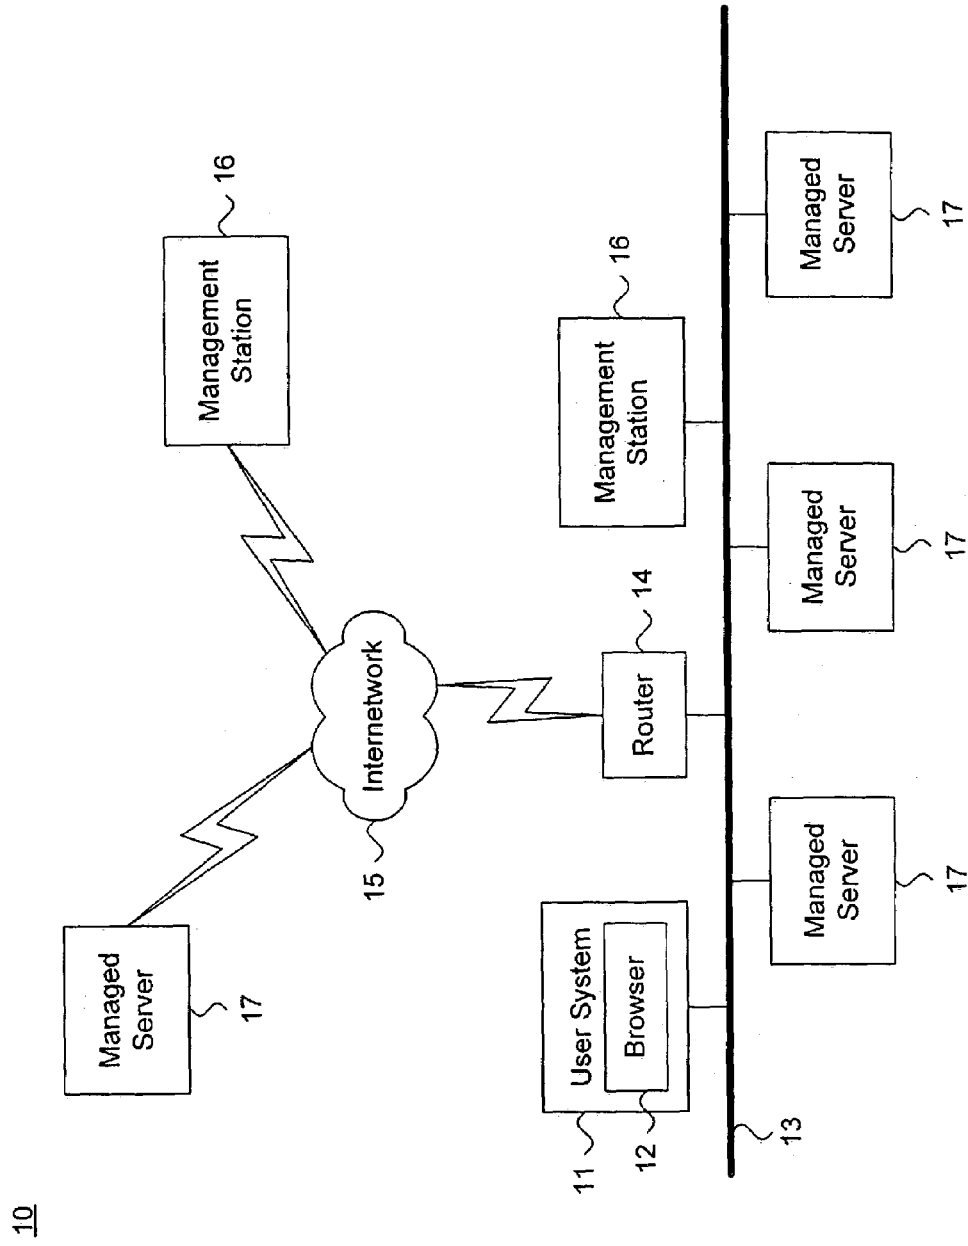 10
Managed
Server
17
Management
Station
16
Internetwork
15
User System
Browser
11
12
Router
14
Management
Station
16
13
Managed
Server
17
Managed
Server
17
Managed
Server
17